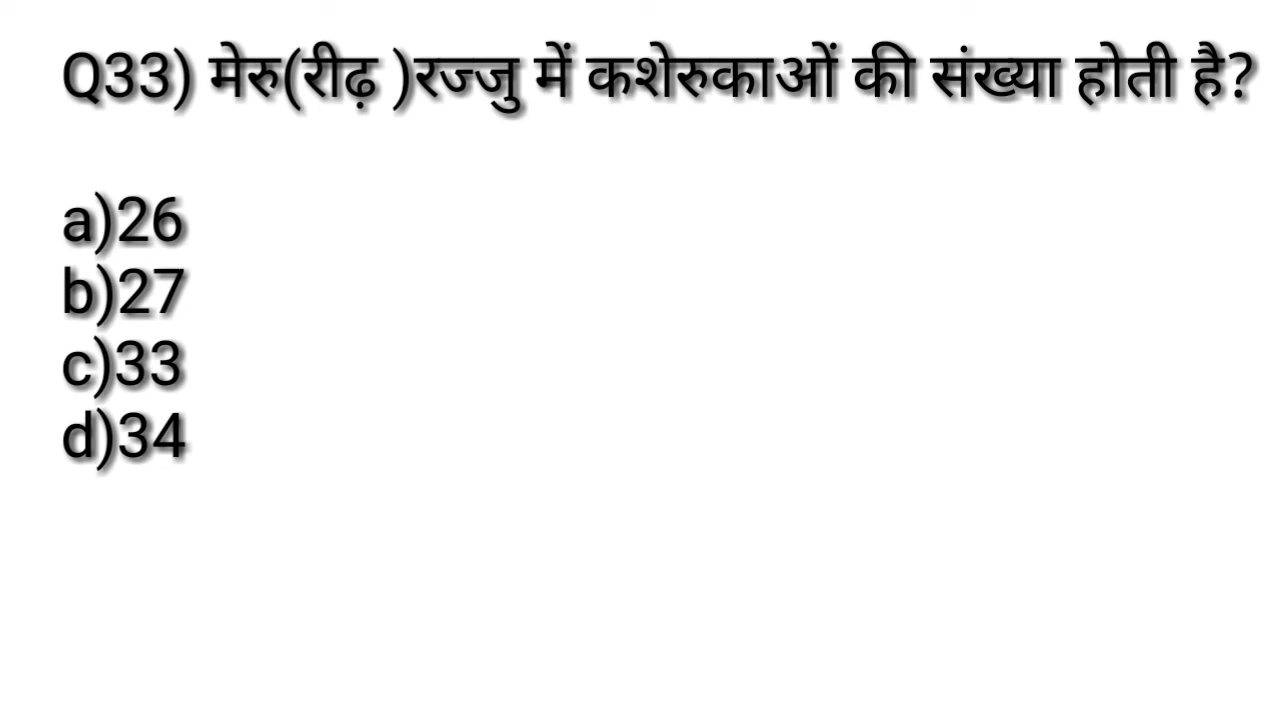 Q33) मेरु(रीढ़ )रज्जु में कशेरुकाओं की संख्या होती है?
a)26
b)27
c)33
d)34